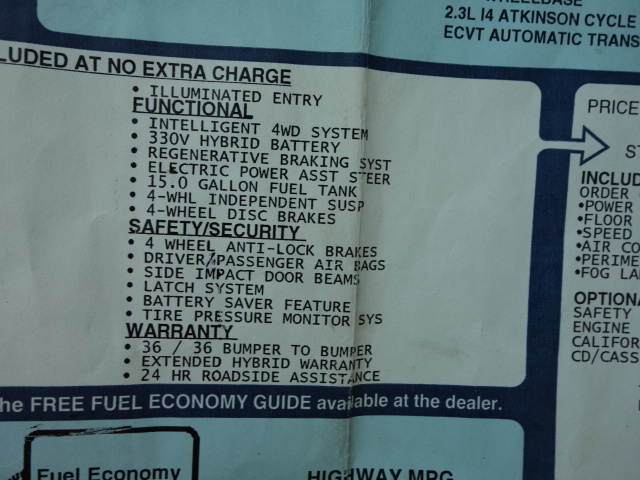 WHEELBASE
2.3L I4 ATKINSON CYCLE
ECVT AUTOMATIC TRANS
LUDED AT NO EXTRA CHARGE
• ILLUMINATED ENTRY
FUNCTIONAL
• INTELLIGENT 4WD SYSTEM
• 330V HYBRID BATTERY
• REGENERATIVE BRAKING SYST
• ELECTRIC POWER ASST STEER
• 15.0 GALLON FUEL TANK
• 4-WHL INDEPENDENT SUSP
• 4-WHEEL DISC BRAKES
SAFETY/SECURITY
• 4 WHEEL ANTI-LOCK BRAKES
• DRIVER/PASSENGER AIR BAGS
• SIDE IMPACT DOOR BEAMS
• LATCH SYSTEM
• BATTERY SAVER FEATURE
• TIRE PRESSURE MONITOR SYS
WARRANTY
• 36 / 36 BUMPER TO BUMPER
• EXTENDED HYBRID WARRANTY
• 24 HR ROADSIDE ASSISTANCE
PRICE
ST
INCLUD
ORDER
•POWER
•FLOOR
•SPEED
•AIR CO
•PERIME
•FOG LA
OPTIONA
SAFETY
ENGINE
CALIFOR
CD/CASS
he FREE FUEL ECONOMY GUIDE available at the dealer.
Fuel Economy
HIGHWAY MPG